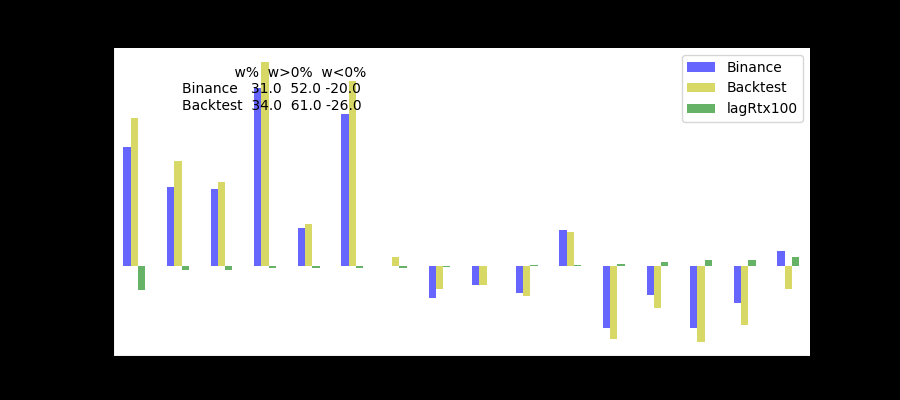 w%  w>0%  w<0%
Binance   31.0  52.0 -20.0
Backtest  34.0  61.0 -26.0
Binance
Backtest
lagRtx100